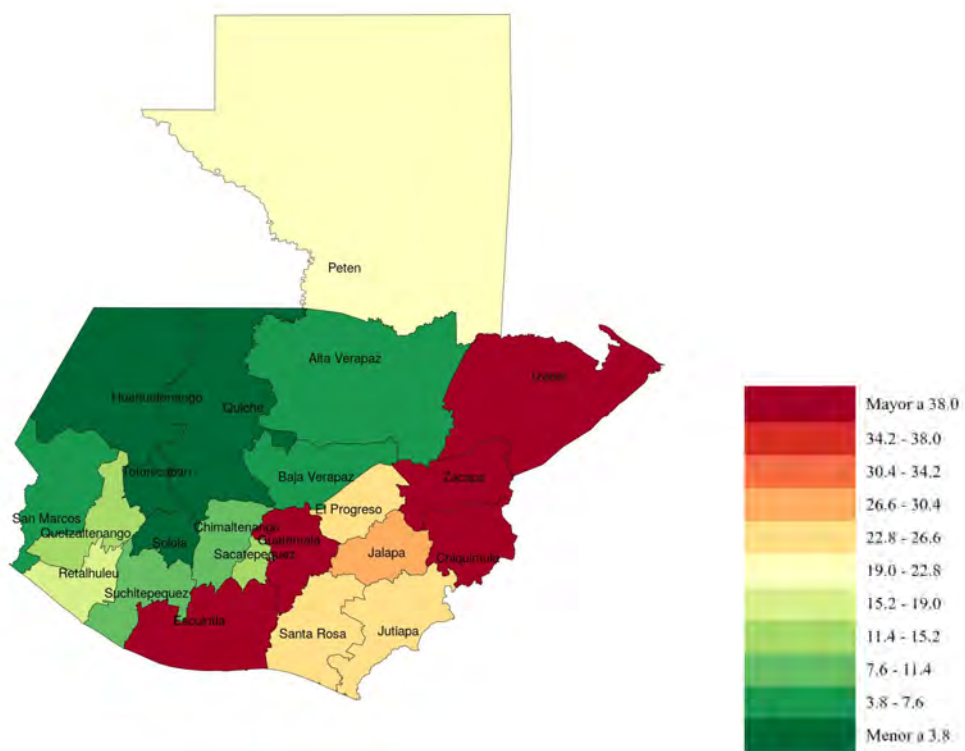 Peten
Alta Verapaz
Izabal
Huehuetenango
Quiche
Totonicapan
Baja Verapaz
Zacapa
El Progreso
San Marcos
Quetzaltenango
Chimaltenango
Guatemala
Solola
Sacatepequez
Jalapa
Chiquimula
Retalhuleu
Suchitepequez
Escuintla
Santa Rosa
Jutiapa
Mayor a 38.0
34.2 - 38.0
30.4 - 34.2
26.6 - 30.4
22.8 - 26.6
19.0 - 22.8
15.2 - 19.0
11.4 - 15.2
7.6 - 11.4
3.8 - 7.6
Menor a 3.8